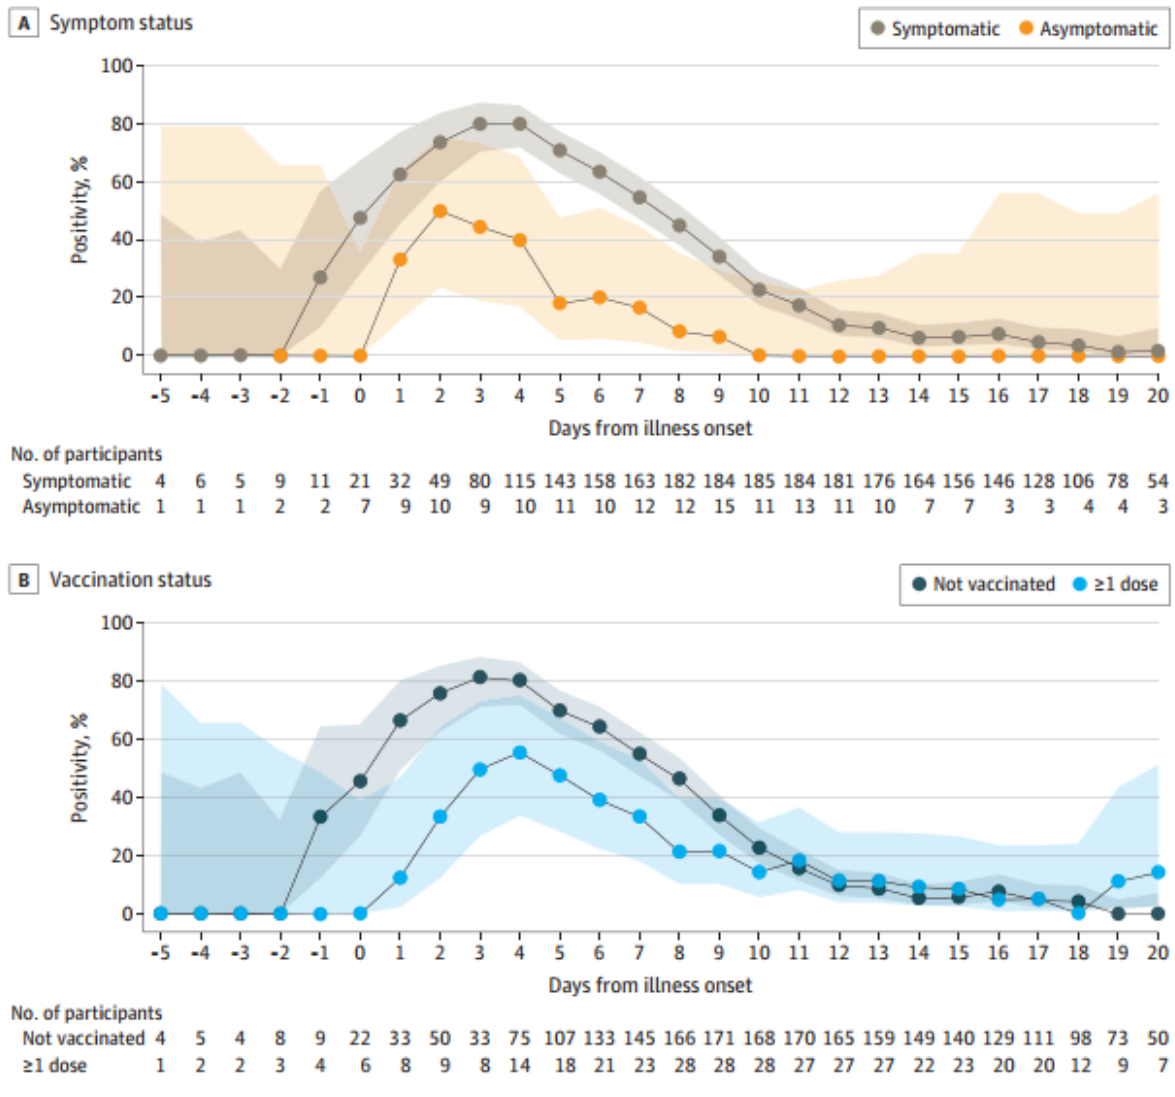 A Symptom status
Symptomatic Asymptomatic
100
80
60
40
20
0
Positivity, %
-5 -4 -3 -2 -1 0 1 2 3 4 5 6 7 8 9 10 11 12 13 14 15 16 17 18 19 20
Days from illness onset
No. of participants
Symptomatic 4 6 5 9 11 21 32 49 80 115 143 158 163 182 184 185 184 181 176 164 156 146 128 106 78 54
Asymptomatic 1 1 1 2 2 7 9 10 9 10 11 10 12 12 15 11 13 11 10 7 7 3 3 4 4 3
B Vaccination status
Not vaccinated ≥1 dose
100
80
60
40
20
0
Positivity, %
-5 -4 -3 -2 -1 0 1 2 3 4 5 6 7 8 9 10 11 12 13 14 15 16 17 18 19 20
Days from illness onset
No. of participants
Not vaccinated 4 5 4 8 9 22 33 50 33 75 107 133 145 166 171 168 170 165 159 149 140 129 111 98 73 50
≥1 dose 1 2 2 3 4 6 8 9 8 14 18 21 23 28 28 28 27 27 27 22 23 20 20 12 9 7